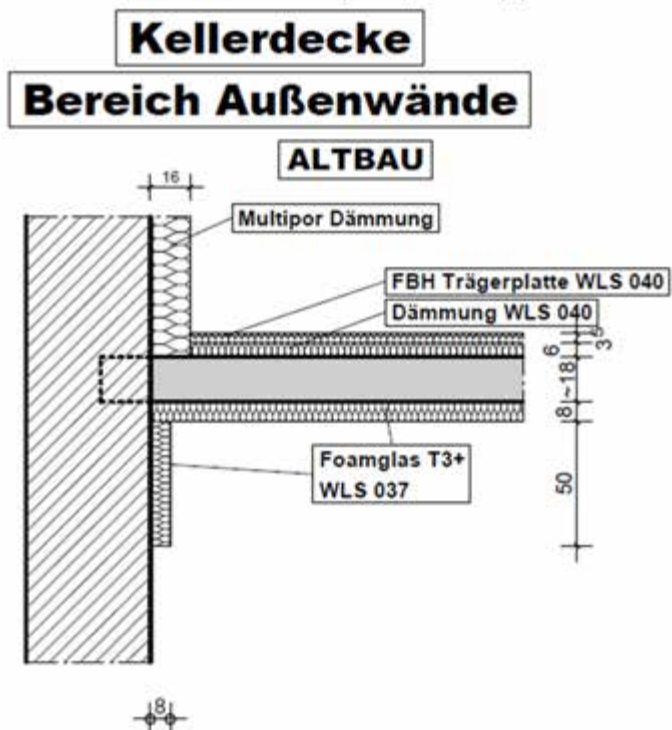 Kellerdecke
Bereich Außenwände
ALTBAU
16
Multipor Dämmung
FBH Trägerplatte WLS 040
Dämmung WLS 040
6
3
~18
8
Foamglas T3+
WLS 037
50
8